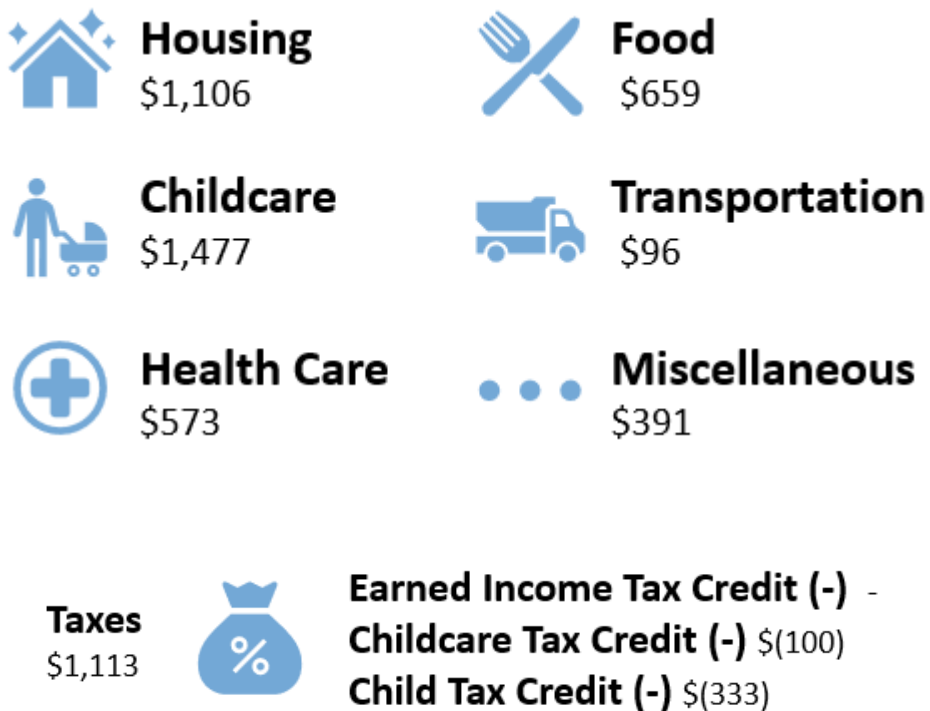 Housing
$1,106
Food
$659
Childcare
$1,477
Transportation
$96
Health Care
$573
Miscellaneous
$391
Taxes
$1,113
%
Earned Income Tax Credit (-) -
Childcare Tax Credit (-) $(100)
Child Tax Credit (-) $(333)